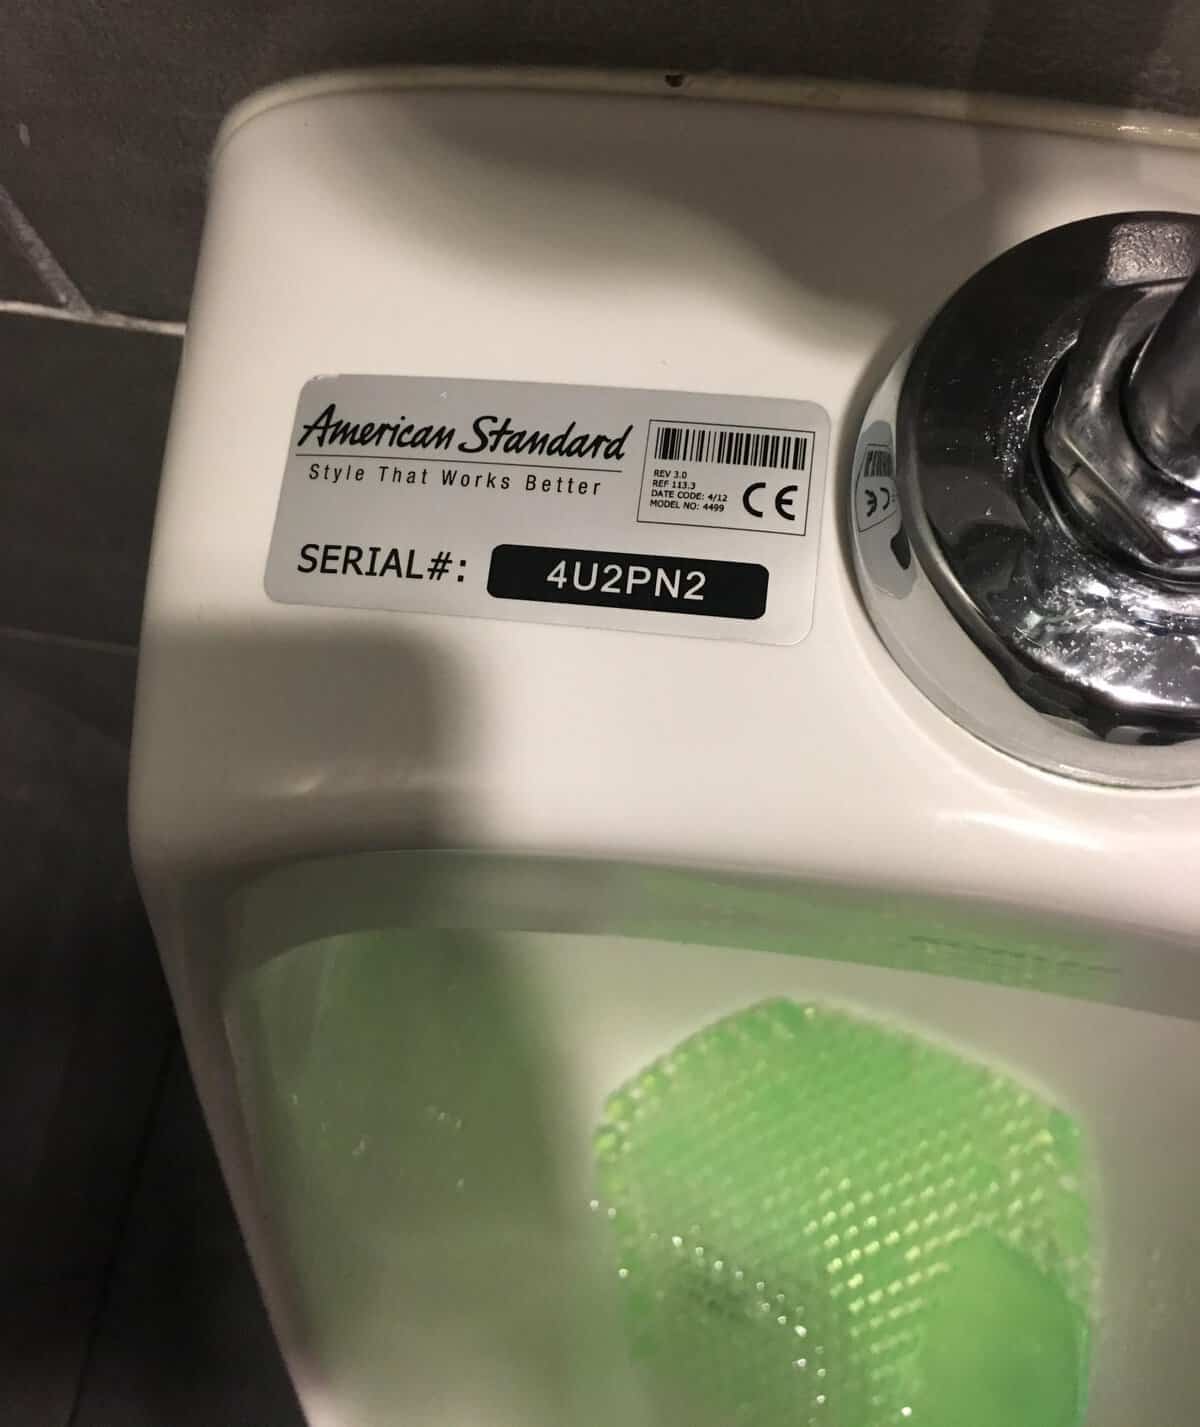 American Standard
Style That Works Better
REV 3.0
REF 113.3
DATE CODE: 4/12
MODEL NO: 4499
CE
SERIAL#: 4U2PN2